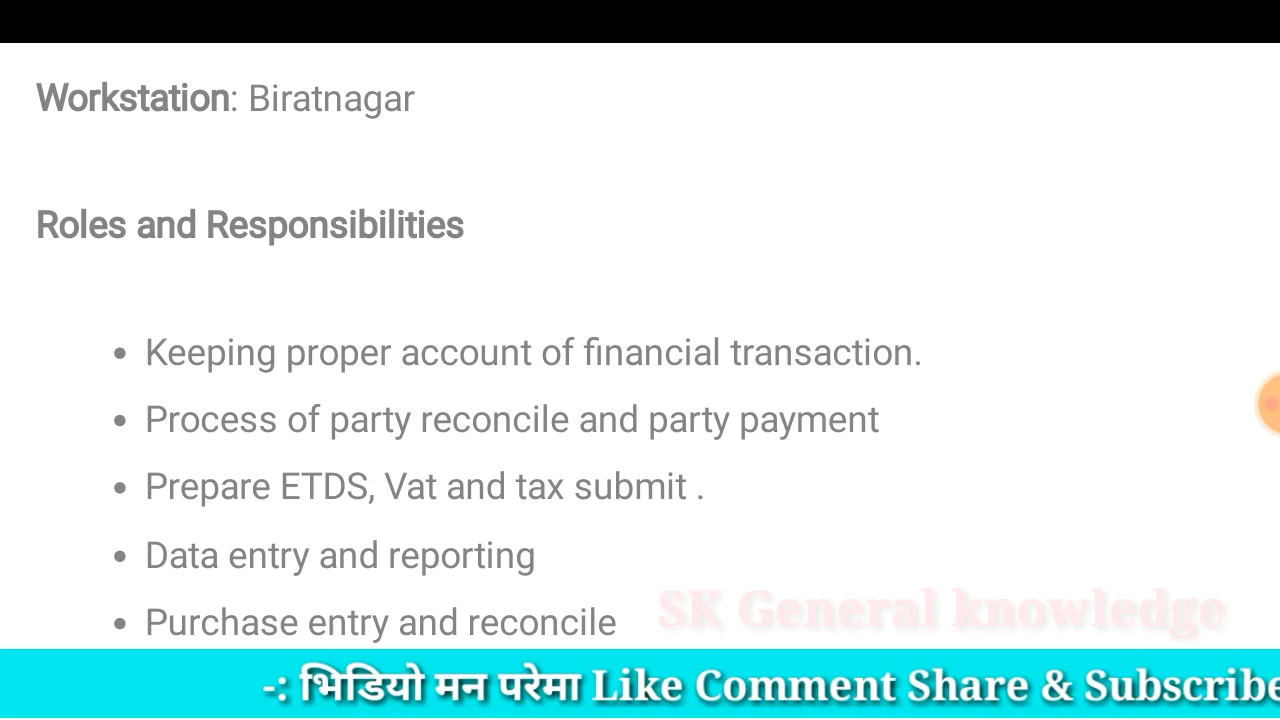 Workstation: Biratnagar
Roles and Responsibilities
• Keeping proper account of financial transaction.
• Process of party reconcile and party payment
• Prepare ETDS, Vat and tax submit .
• Data entry and reporting
• Purchase entry and reconcile
SK General knowledge
-: भिडियो मन परेमा Like Comment Share & Subscribe